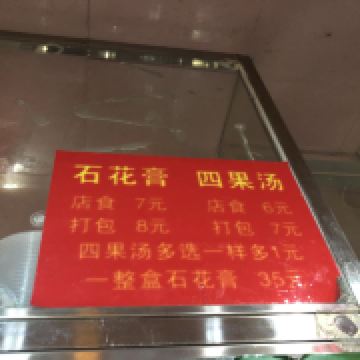 石花膏 四果汤
店食 7元 店食 6元
打包 8元 打包 7元
四果汤多选一样多1元
一整盒石花膏 35元